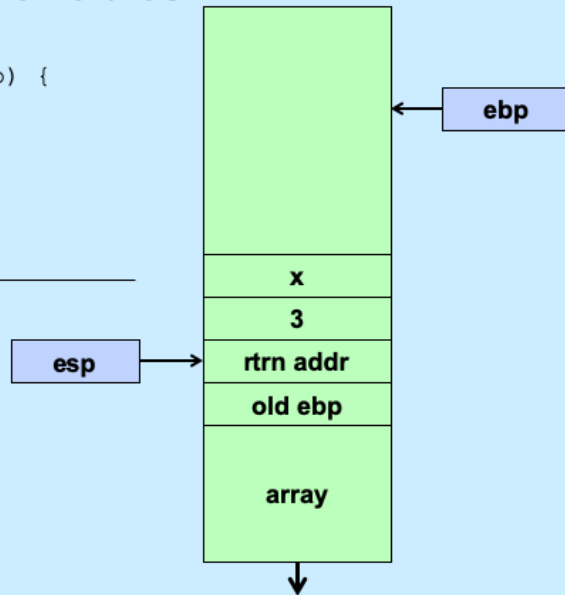 ) {
ebp
x
3
esp
rtrn addr
old ebp
array